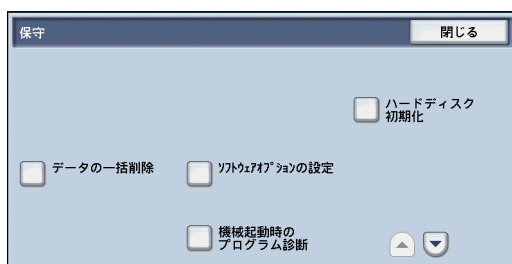 保守
閉じる
ハードディスク
初期化
データの一括削除
ｿﾌﾄｳｪｱｵﾌﾟｼｮﾝの設定
機械起動時の
プログラム診断